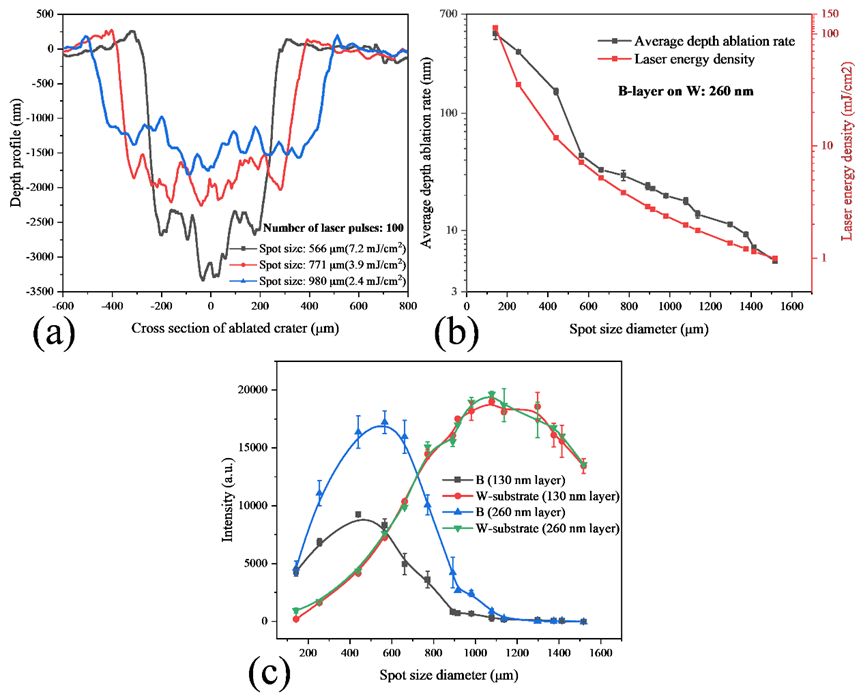 500
0
-500
-1000
-1500
-2000
-2500
-3000
-3500
Depth profile (nm)
Number of laser pulses: 100
Spot size: 566 µm(7.2 mJ/cm²)
Spot size: 771 µm(3.9 mJ/cm²)
Spot size: 980 µm(2.4 mJ/cm²)
-600 -400 -200 0 200 400 600 800
Cross section of ablated crater (µm)
(a)
700
100
10
3
Average depth ablation rate (nm)
Average depth ablation rate
Laser energy density
B-layer on W: 260 nm
150
100
10
1
Laser energy density (mJ/cm2)
0 200 400 600 800 1000 1200 1400 1600
Spot size diameter (µm)
(b)
20000
15000
10000
5000
0
Intensity (a.u.)
B (130 nm layer)
W-substrate (130 nm layer)
B (260 nm layer)
W-substrate (260 nm layer)
200 400 600 800 1000 1200 1400 1600
Spot size diameter (µm)
(c)